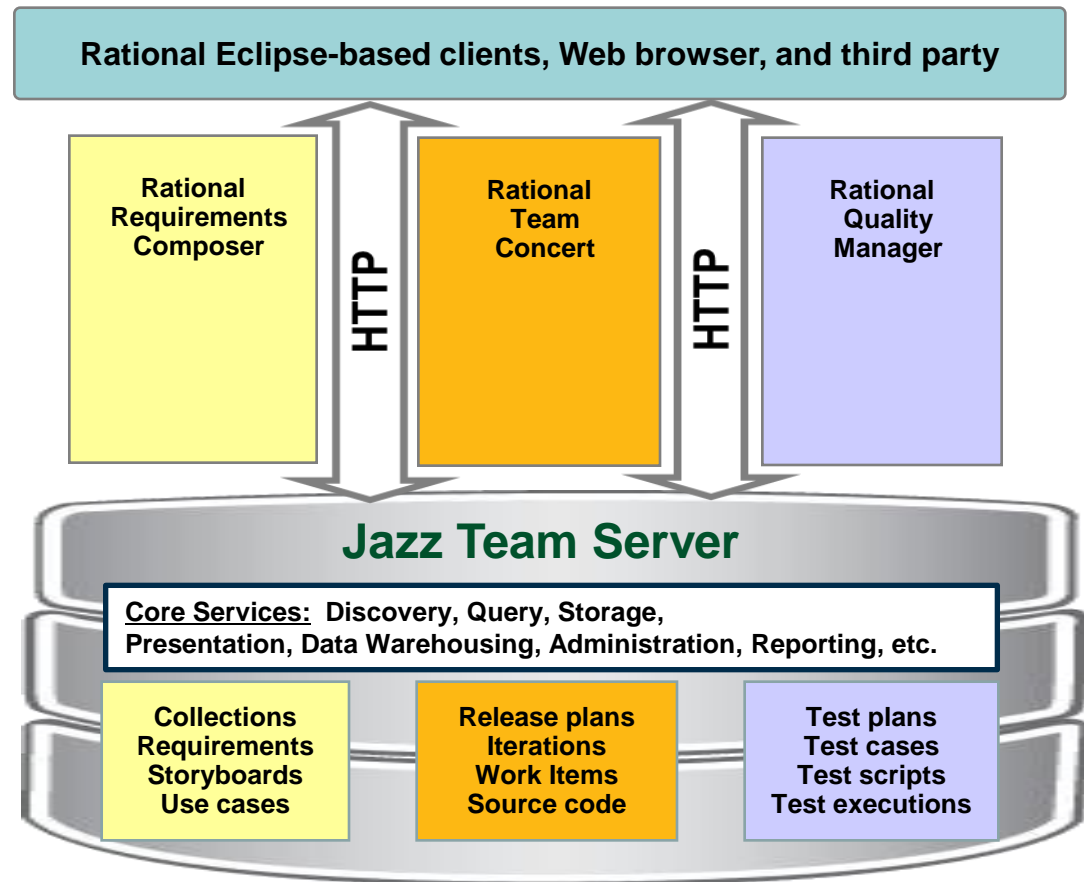 Rational Eclipse-based clients, Web browser, and third party
Rational
Requirements
Composer
HTTP
Rational
Team
Concert
HTTP
Rational
Quality
Manager
Jazz Team Server
Core Services: Discovery, Query, Storage,
Presentation, Data Warehousing, Administration, Reporting, etc.
Collections
Requirements
Storyboards
Use cases
Release plans
Iterations
Work Items
Source code
Test plans
Test cases
Test scripts
Test executions